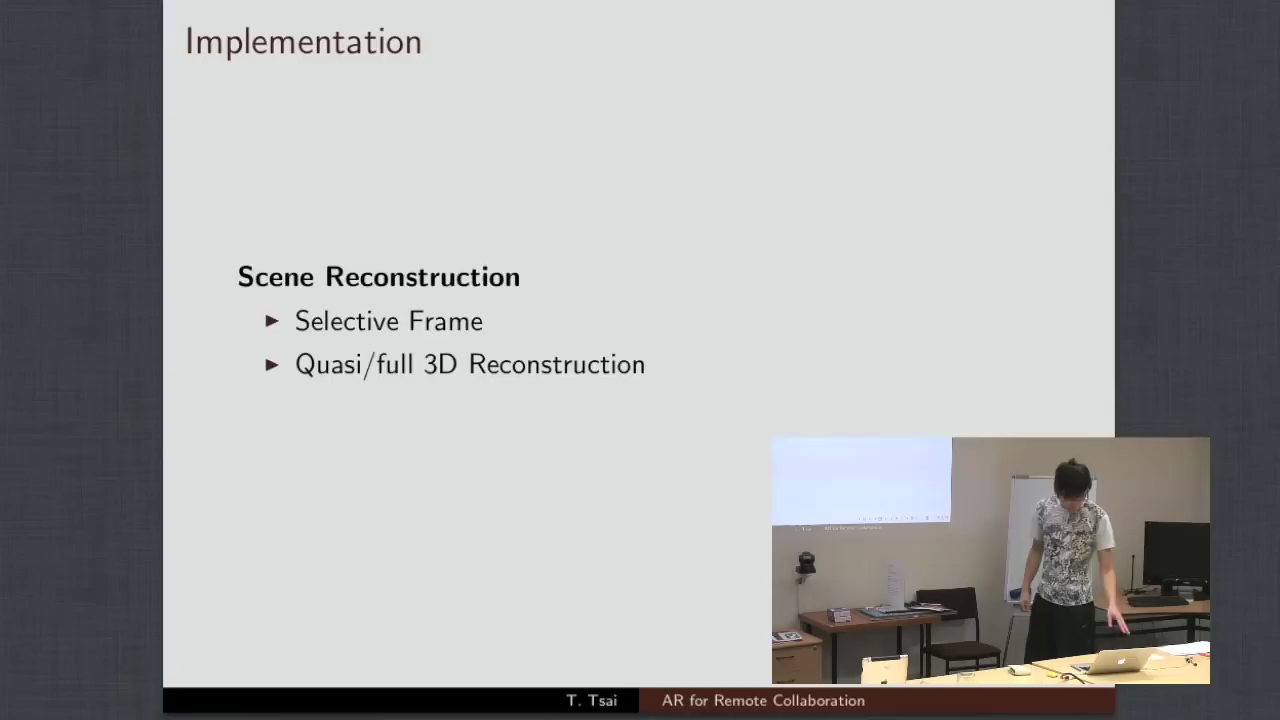 Implementation
Scene Reconstruction
Selective Frame
Quasi/full 3D Reconstruction
T. Tsai
AR for Remote Collaboration